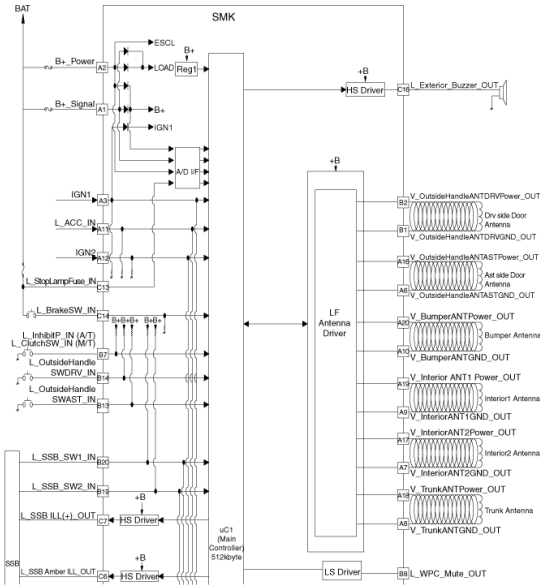 BAT
SMK
ESCL
B+
B+_Power
A2
LOAD
Reg1
+B
HS Driver
C16
L_Exterior_Buzzer_OUT
B+_Signal
A1
B+
IGN1
A/D I/F
+B
IGN1
A3
L_ACC_IN
A11
IGN2
A12
L_StopLampFuse_IN
C13
L_BrakeSW_IN
C14
B+B+B+ B+B+
L_InhibitP_IN (A/T)
L_ClutchSW_IN (M/T)
B7
L_OutsideHandle
SWDRV_IN
B14
L_OutsideHandle
SWAST_IN
B13
LF
Antenna
Driver
B2
V_OutsideHandleANTDRVPower_OUT
Drv side Door
Antenna
B1
V_OutsideHandleANTDRVGND_OUT
A16
V_OutsideHandleANTASTPower_OUT
Ast side Door
Antenna
A6
V_OutsideHandleANTASTGND_OUT
A20
V_BumperANTPower_OUT
Bumper Antenna
A10
V_BumperANTGND_OUT
A19
V_Interior ANT1 Power_OUT
Interior1 Antenna
A9
V_InteriorANT1GND_OUT
A17
V_InteriorANT2Power_OUT
Interior2 Antenna
A7
V_InteriorANT2GND_OUT
A18
V_TrunkANTPower_OUT
Trunk Antenna
A8
V_TrunkANTGND_OUT
L_SSB_SW1_IN
B20
L_SSB_SW2_IN
B19
+B
L_SSB ILL(+)_OUT
C7
HS Driver
SSB
+B
L_SSB Amber ILL_OUT
C6
HS Driver
uC1
(Main
Controller)
512kbyte
LS Driver
B8
L_WPC_Mute_OUT